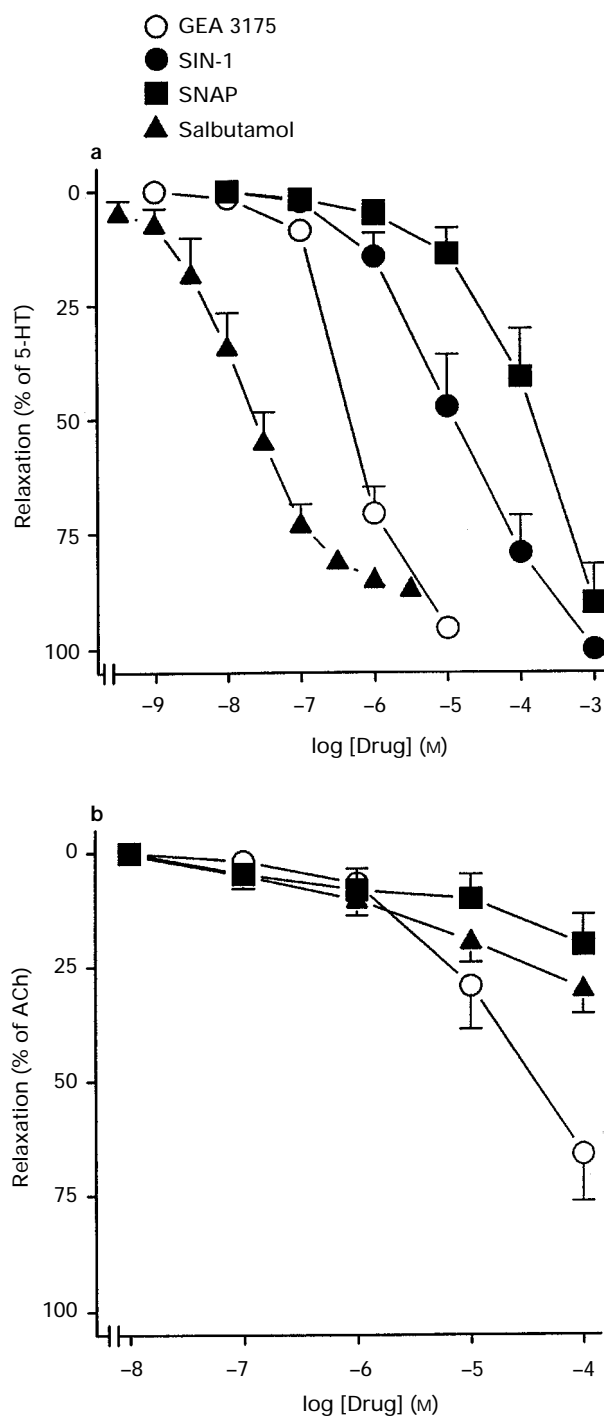 GEA 3175
SIN-1
SNAP
Salbutamol
a
0
25
50
75
100
Relaxation (% of 5-HT)
–9 –8 –7 –6 –5 –4 –3
log [Drug] (M)
b
0
25
50
75
100
Relaxation (% of ACh)
–8 –7 –6 –5 –4
log [Drug] (M)